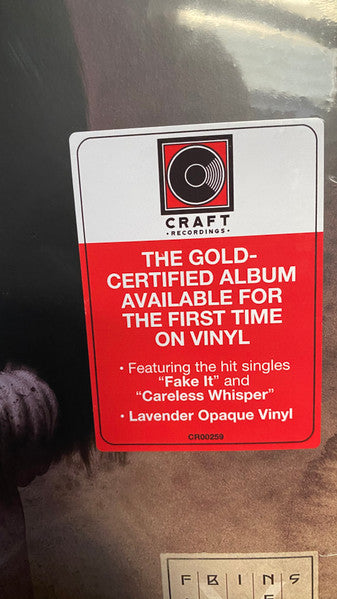 CRAFT
• RECORDINGS •
THE GOLD-
CERTIFIED ALBUM
AVAILABLE FOR
THE FIRST TIME
ON VINYL
• Featuring the hit singles
“Fake It” and
“Careless Whisper”
• Lavender Opaque Vinyl
CR00259
F B I N S